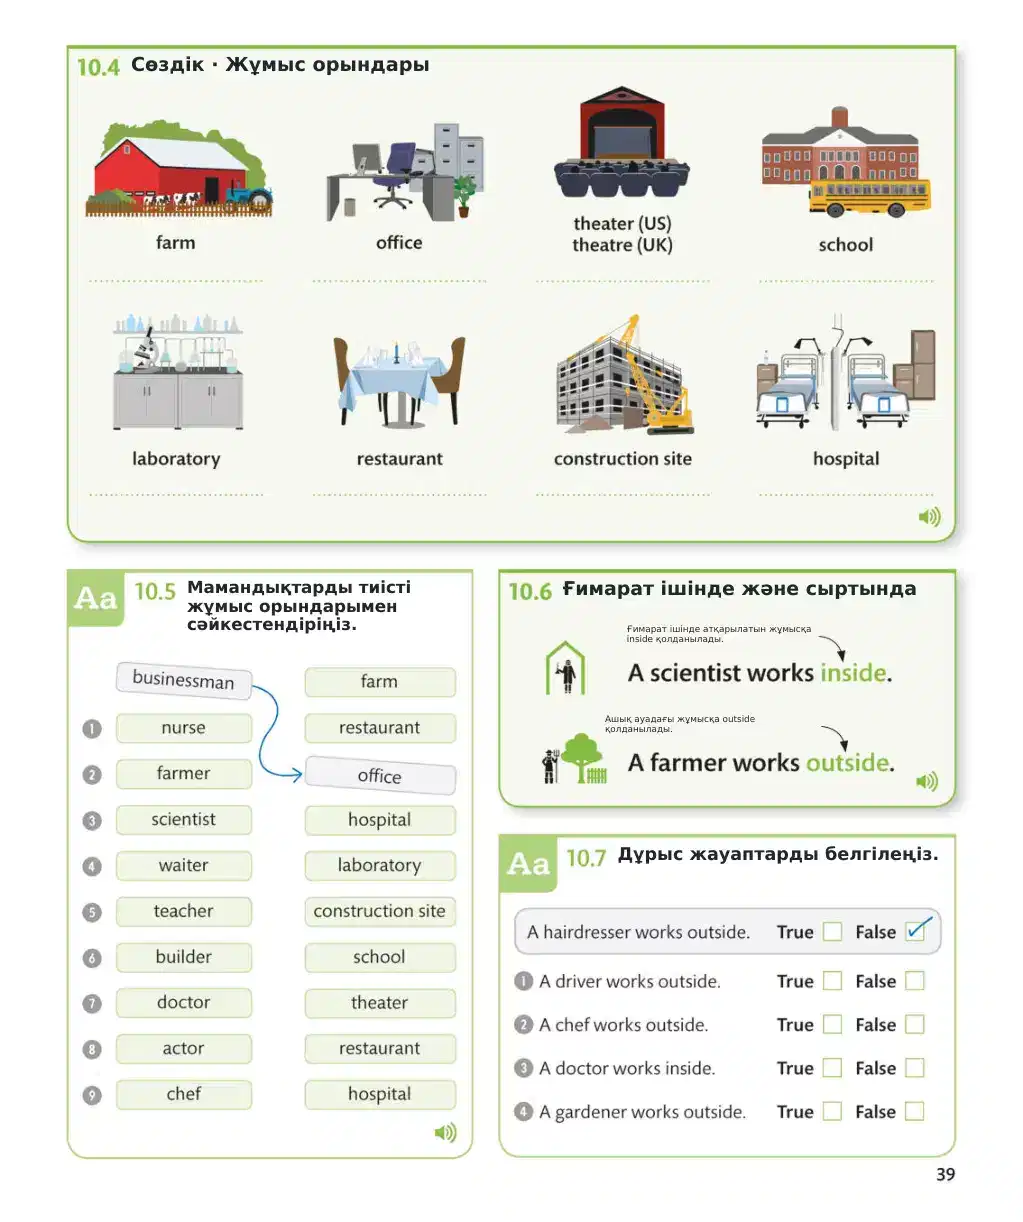 10.4 Сөздік · Жұмыс орындары
farm
office
theater (US)
theatre (UK)
school
laboratory
restaurant
construction site
hospital
Aa 10.5 Мамандықтарды тиісті
жұмыс орындарымен
сәйкестендіріңіз.
businessman farm
1 nurse restaurant
2 farmer office
3 scientist hospital
4 waiter laboratory
5 teacher construction site
6 builder school
7 doctor theater
8 actor restaurant
9 chef hospital
10.6 Ғимарат ішінде және сыртында
Ғимарат ішінде атқарылатын жұмысқа
inside қолданылады.
A scientist works inside.
Ашық ауадағы жұмысқа outside
қолданылады.
A farmer works outside.
Aa 10.7 Дұрыс жауаптарды белгілеңіз.
A hairdresser works outside. True False
1 A driver works outside. True False
2 A chef works outside. True False
3 A doctor works inside. True False
4 A gardener works outside. True False
39